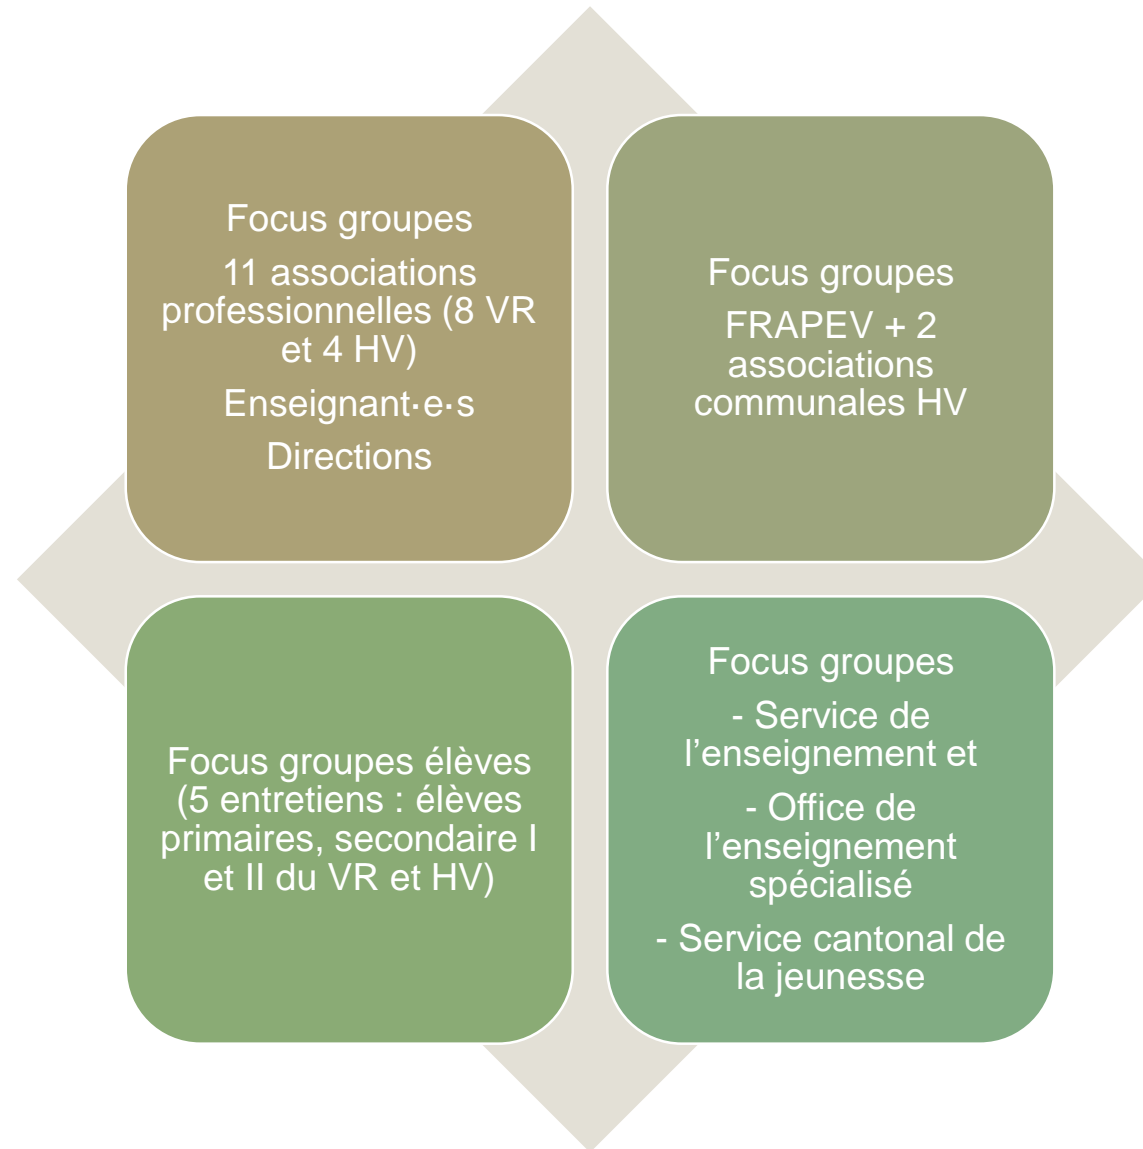 Focus groupes
11 associations
professionnelles (8 VR
et 4 HV)
Enseignant·e·s
Directions
Focus groupes
FRAPEV + 2
associations
communales HV
Focus groupes élèves
(5 entretiens : élèves
primaires, secondaire I
et II du VR et HV)
Focus groupes
- Service de
l’enseignement et
- Office de
l’enseignement
spécialisé
- Service cantonal de
la jeunesse